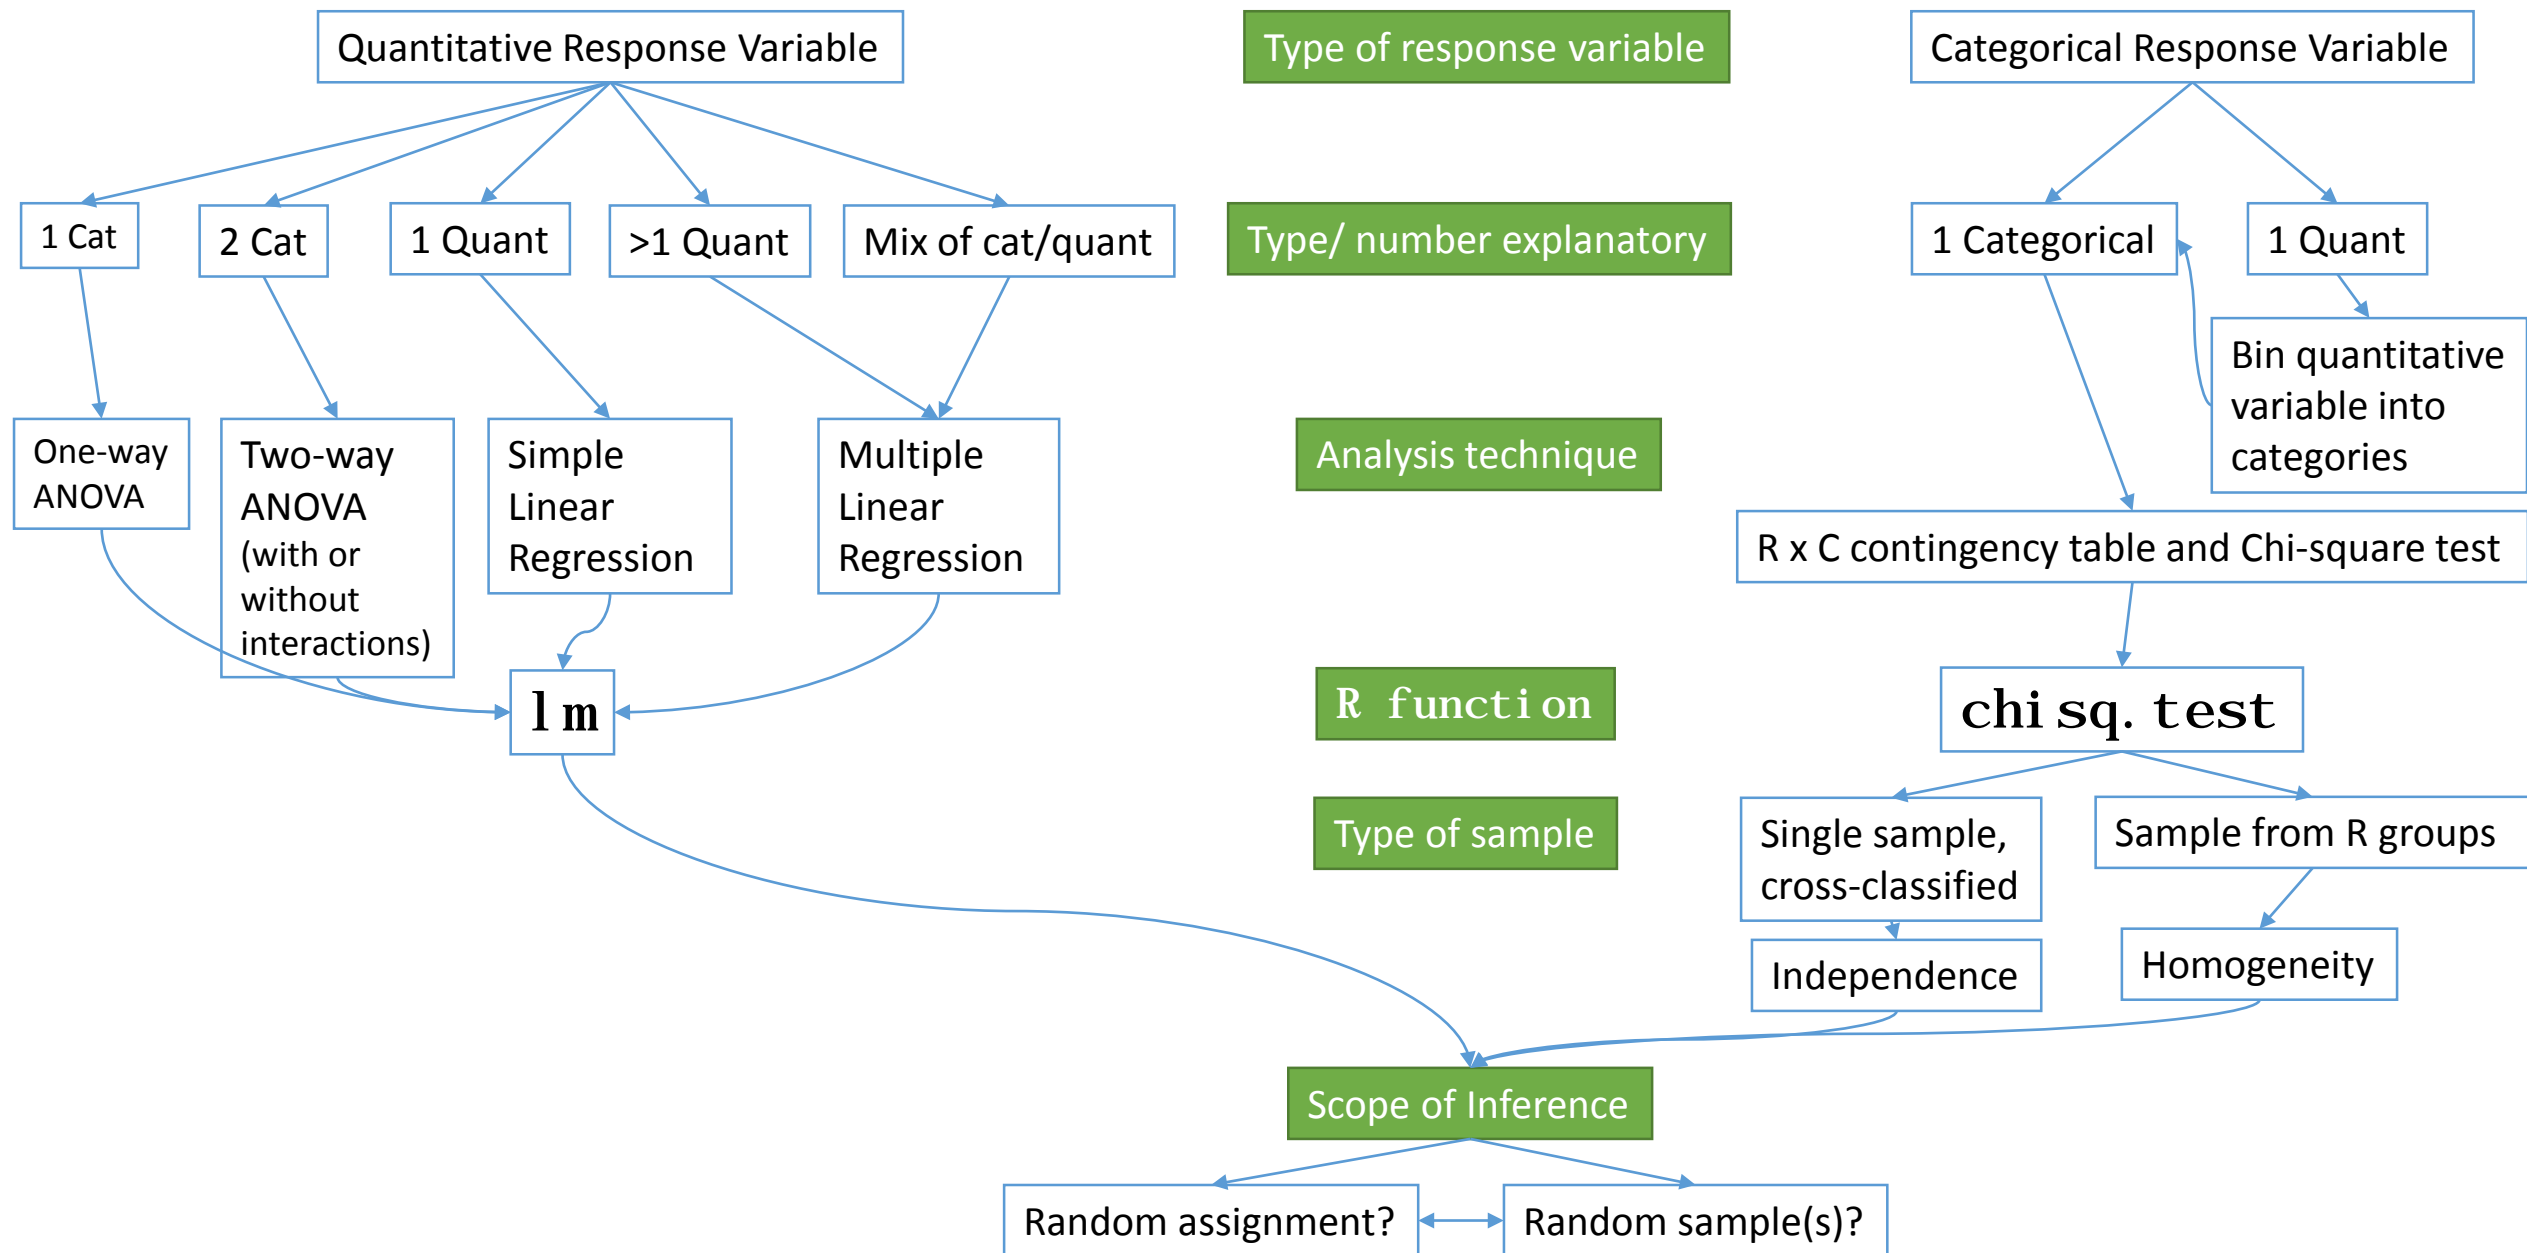 Quantitative Response Variable
Type of response variable
Categorical Response Variable
1 Cat
2 Cat
1 Quant
>1 Quant
Mix of cat/quant
Type/ number explanatory
1 Categorical
1 Quant
Bin quantitative
variable into
categories
One-way
ANOVA
Two-way
ANOVA
(with or
without
interactions)
Simple
Linear
Regression
Multiple
Linear
Regression
Analysis technique
R x C contingency table and Chi-square test
lm
R function
chisq.test
Type of sample
Single sample,
cross-classified
Sample from R groups
Independence
Homogeneity
Scope of Inference
Random assignment?
Random sample(s)?